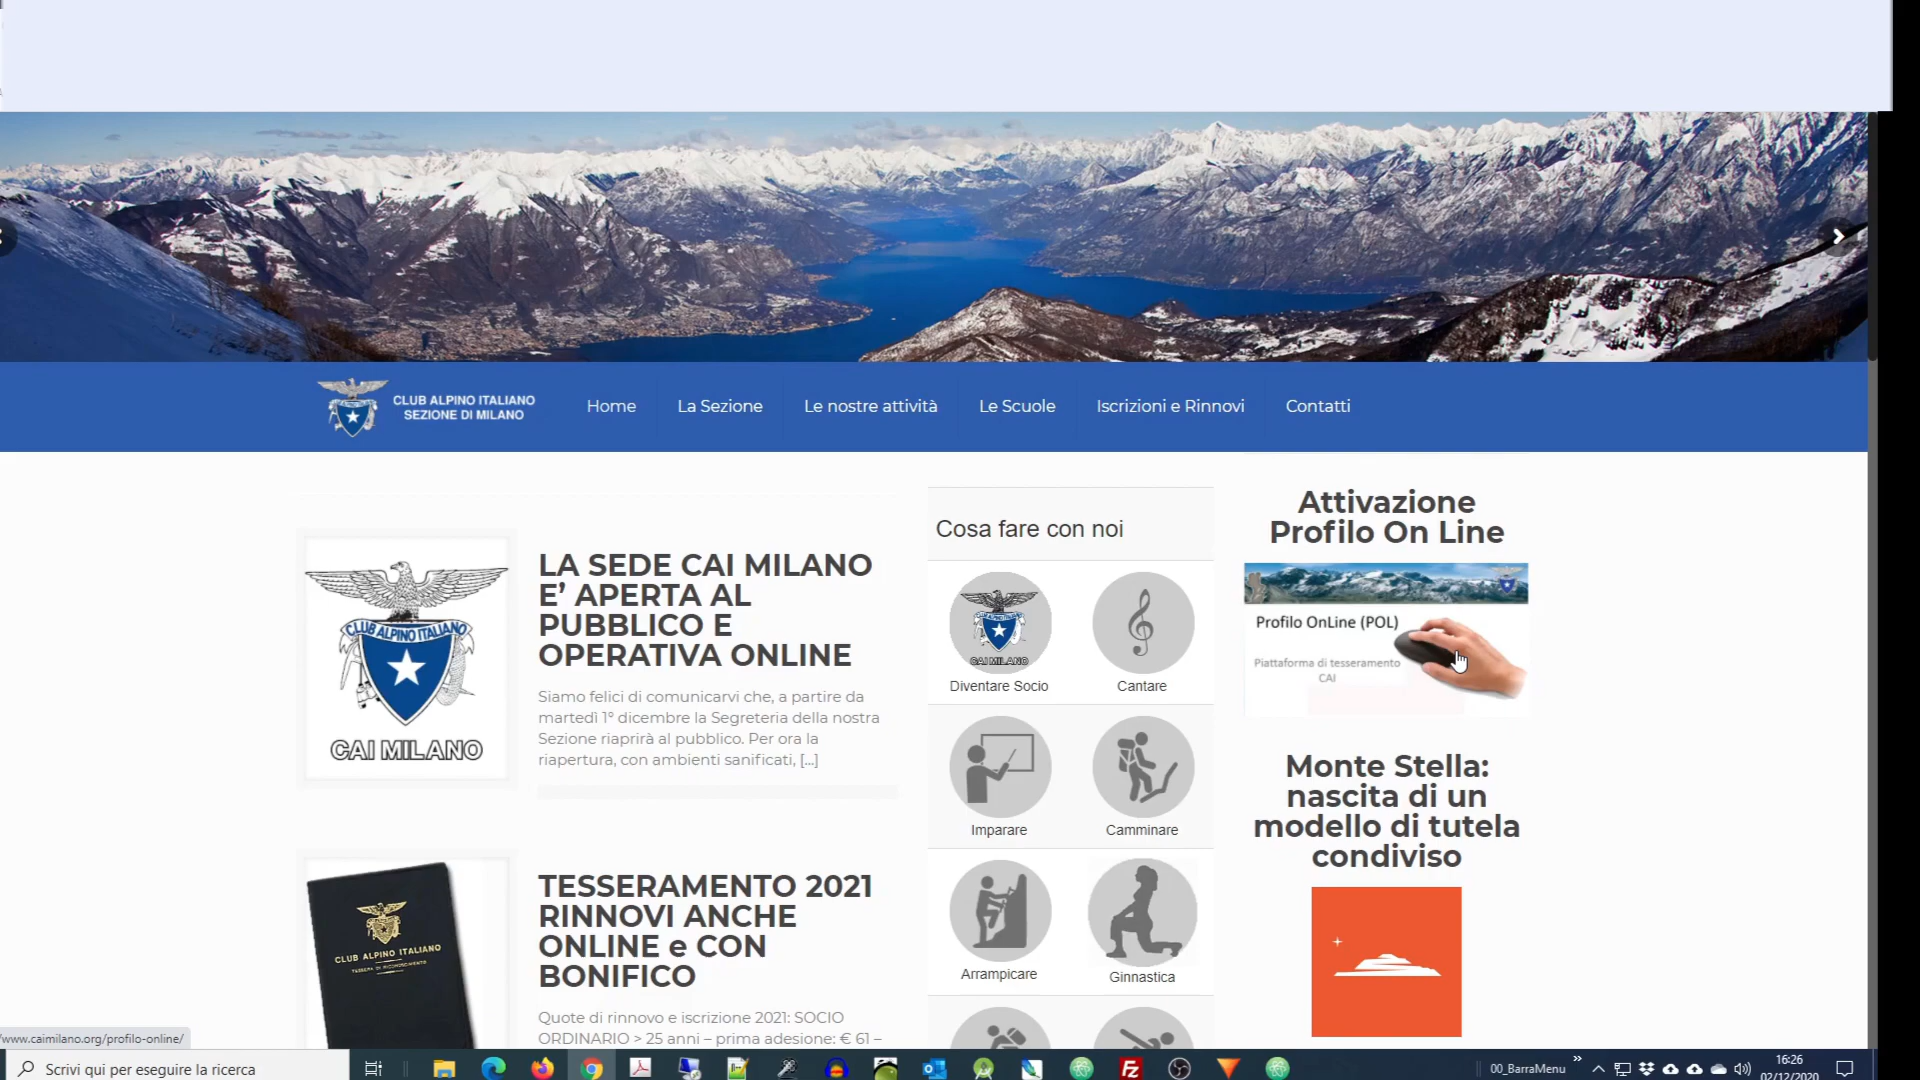 CLUB ALPINO ITALIANO
SEZIONE DI MILANO
Home
La Sezione
Le nostre attività
Le Scuole
Iscrizioni e Rinnovi
Contatti
CLUB ALPINO ITALIANO
CAI MILANO
LA SEDE CAI MILANO
E’ APERTA AL
PUBBLICO E
OPERATIVA ONLINE
Siamo felici di comunicarvi che, a partire da
martedì 1° dicembre la Segreteria della nostra
Sezione riaprirà al pubblico. Per ora la
riapertura, con ambienti sanificati, [...]
CLUB ALPINO ITALIANO
TESSERA DI RICONOSCIMENTO
TESSERAMENTO 2021
RINNOVI ANCHE
ONLINE e CON
BONIFICO
Quote di rinnovo e iscrizione 2021: SOCIO
ORDINARIO > 25 anni – prima adesione: € 61 –
Cosa fare con noi
CAI MILANO
Diventare Socio
Cantare
Imparare
Camminare
Arrampicare
Ginnastica
Attivazione
Profilo On Line
Profilo OnLine (POL)
Piattaforma di tesseramento
CAI
Monte Stella:
nascita di un
modello di tutela
condiviso
www.caimilano.org/profilo-online/
Scrivi qui per eseguire la ricerca
00_BarraMenu
16:26
02/12/2020